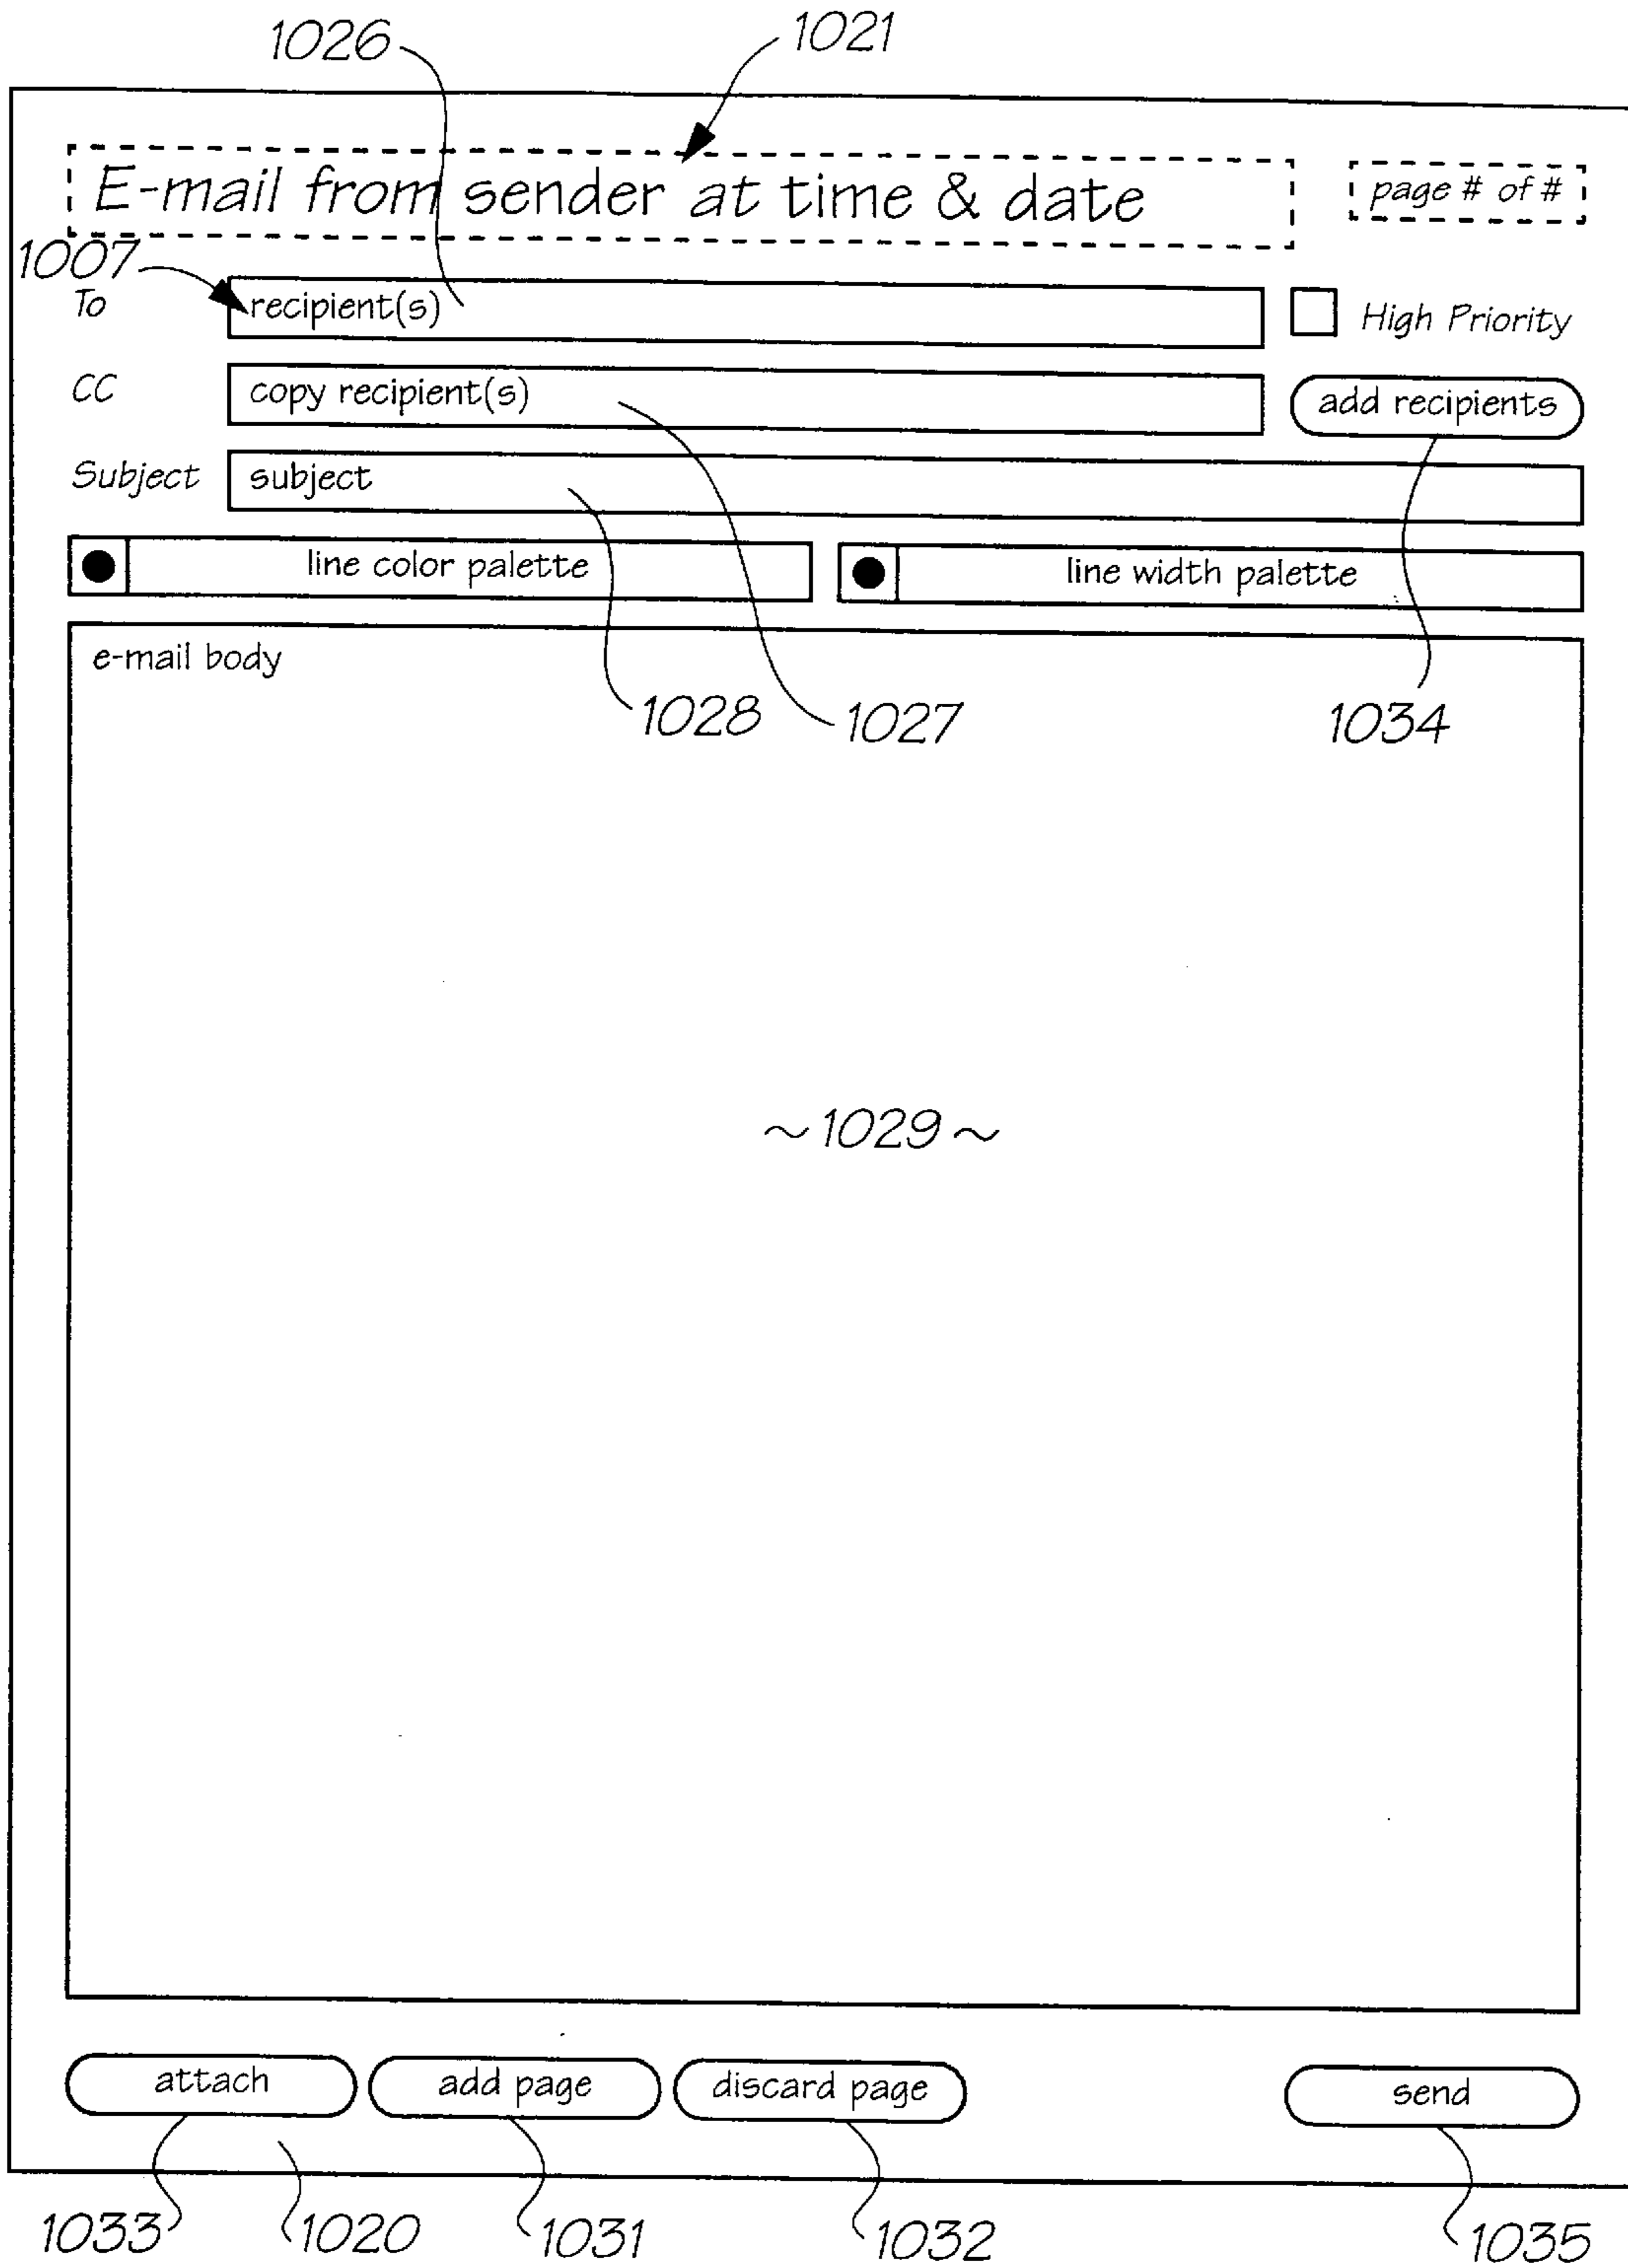 1026 1021
E-mail from sender at time & date page # of #
1007
To recipient(s) High Priority
CC copy recipient(s) add recipients
Subject subject
line color palette line width palette
e-mail body
1028 1027 1034
~1029~
attach add page discard page send
1033 1020 1031 1032 1035